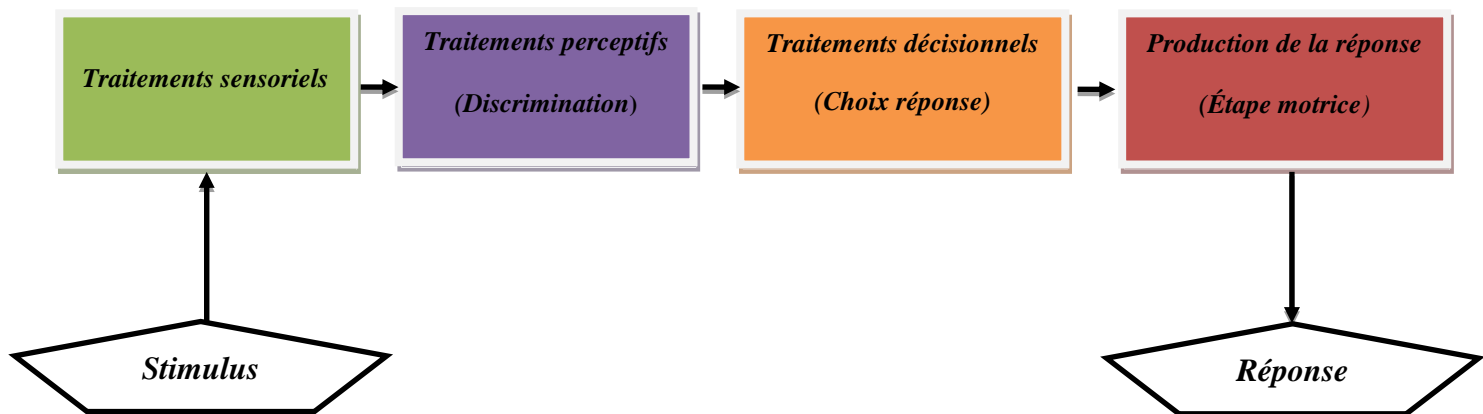 Traitements sensoriels
Traitements perceptifs
(Discrimination)
Traitements décisionnels
(Choix réponse)
Production de la réponse
(Étape motrice)
Stimulus
Réponse